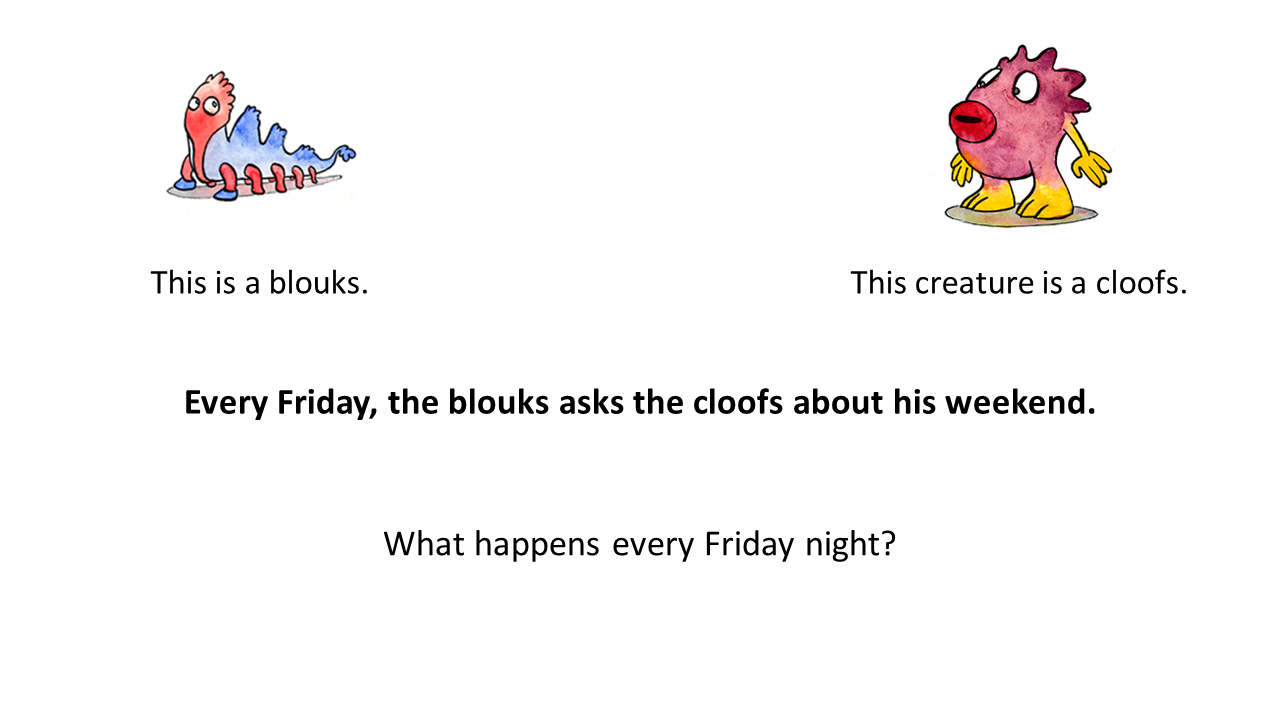 This is a blouks.
This creature is a cloofs.
Every Friday, the blouks asks the cloofs about his weekend.
What happens every Friday night?